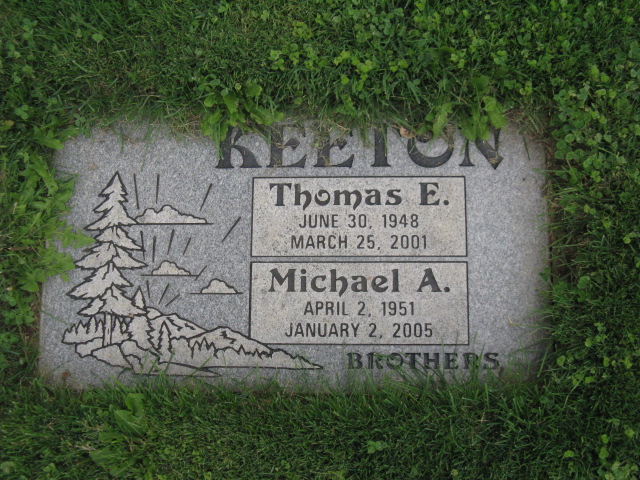 KEETON
Thomas E.
JUNE 30, 1948
MARCH 25, 2001
Michael A.
APRIL 2, 1951
JANUARY 2, 2005
BROTHERS